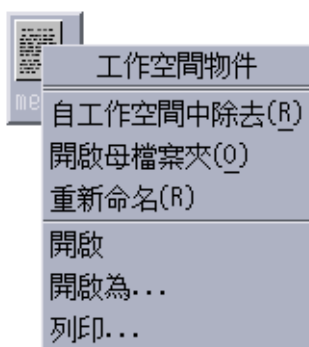 me
工作空間物件
自工作空間中除去(R)
開啟母檔案夾(O)
重新命名(R)
開啟
開啟為...
列印...